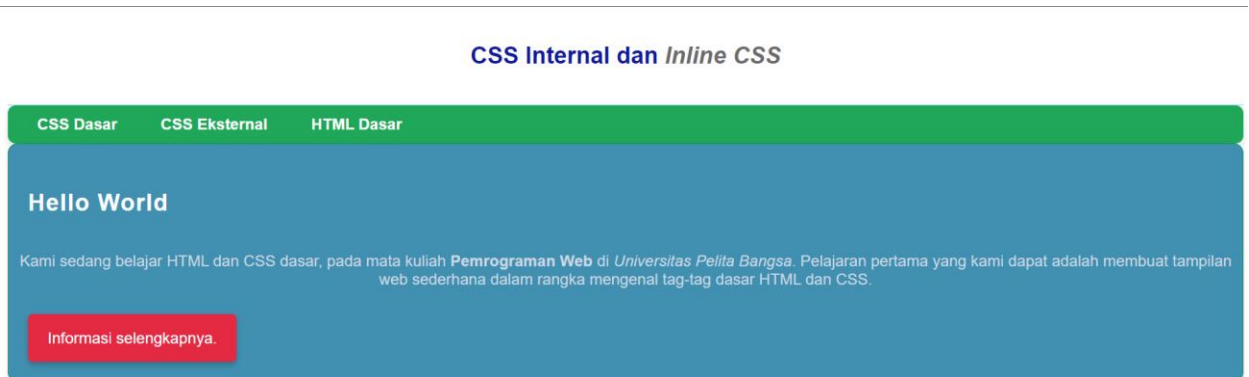 CSS Internal dan Inline CSS
CSS Dasar CSS Eksternal HTML Dasar
Hello World
Kami sedang belajar HTML dan CSS dasar, pada mata kuliah Pemrograman Web di Universitas Pelita Bangsa. Pelajaran pertama yang kami dapat adalah membuat tampilan
web sederhana dalam rangka mengenal tag-tag dasar HTML dan CSS.
Informasi selengkapnya.